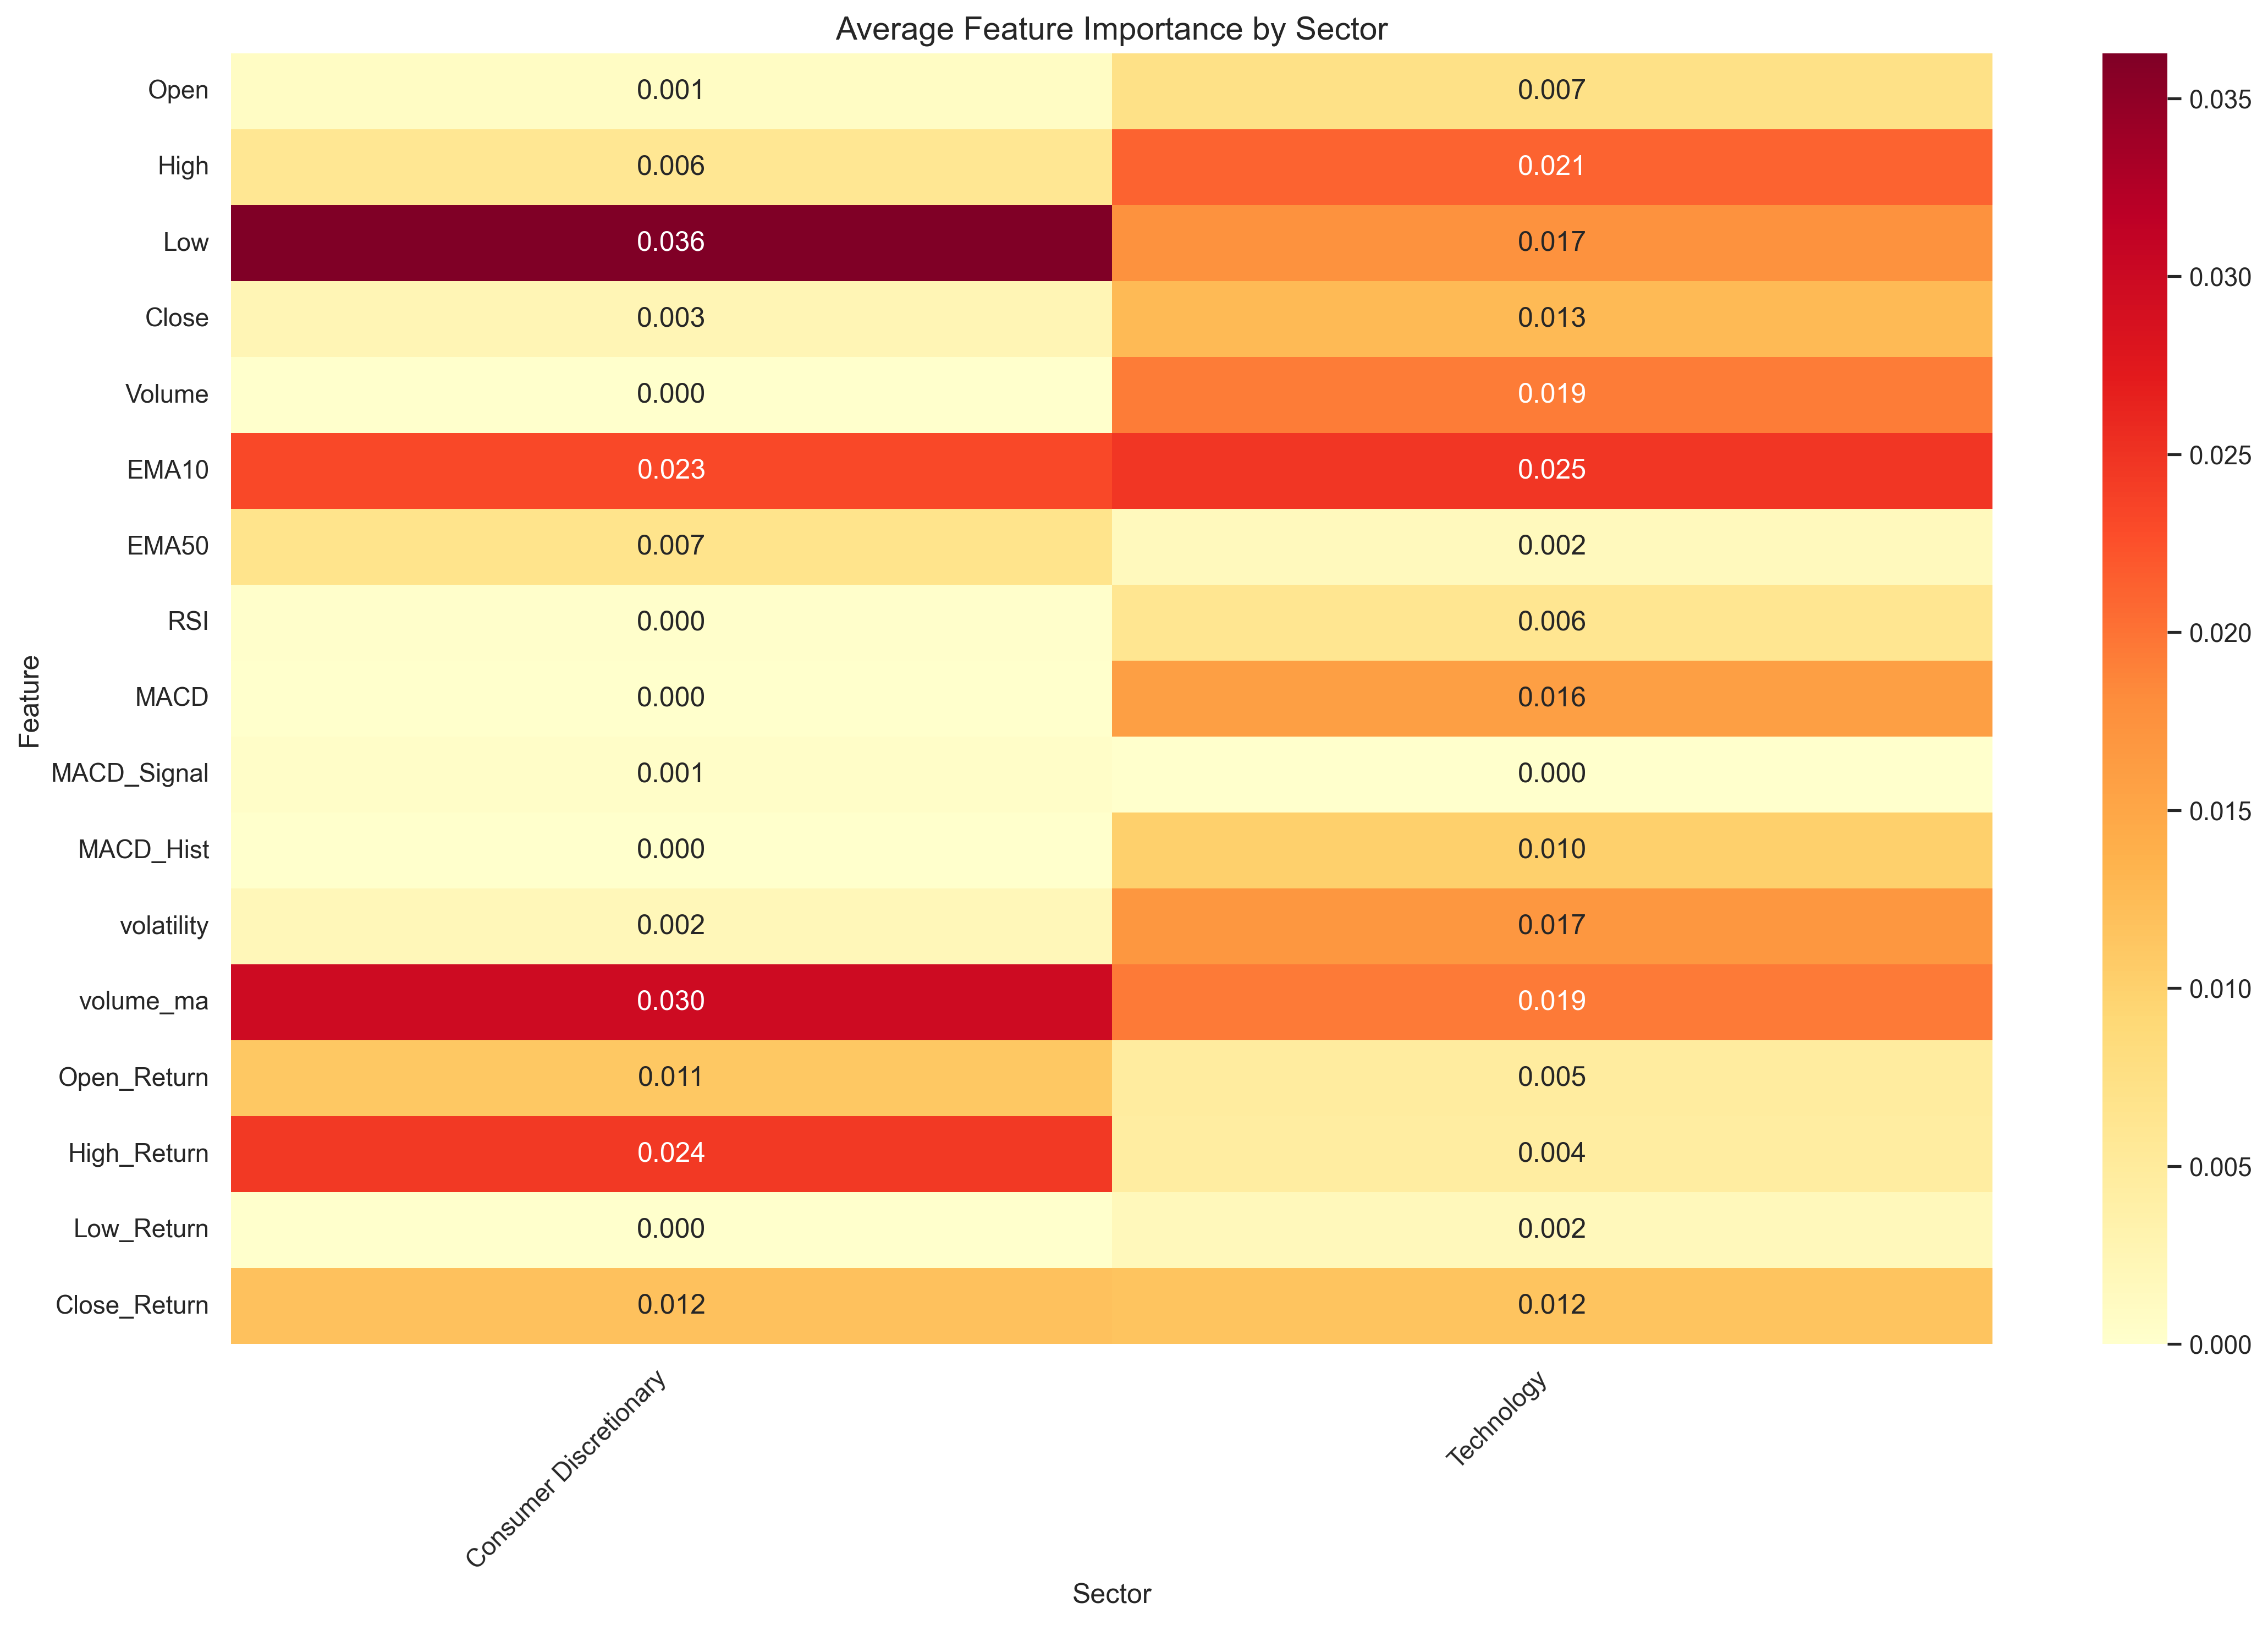 Average Feature Importance by Sector
Open 0.001 0.007
High 0.006 0.021
Low 0.036 0.017
Close 0.003 0.013
Volume 0.000 0.019
EMA10 0.023 0.025
EMA50 0.007 0.002
RSI 0.000 0.006
MACD 0.000 0.016
MACD_Signal 0.001 0.000
MACD_Hist 0.000 0.010
volatility 0.002 0.017
volume_ma 0.030 0.019
Open_Return 0.011 0.005
High_Return 0.024 0.004
Low_Return 0.000 0.002
Close_Return 0.012 0.012
Feature
Consumer Discretionary
Technology
Sector
0.035
0.030
0.025
0.020
0.015
0.010
0.005
0.000